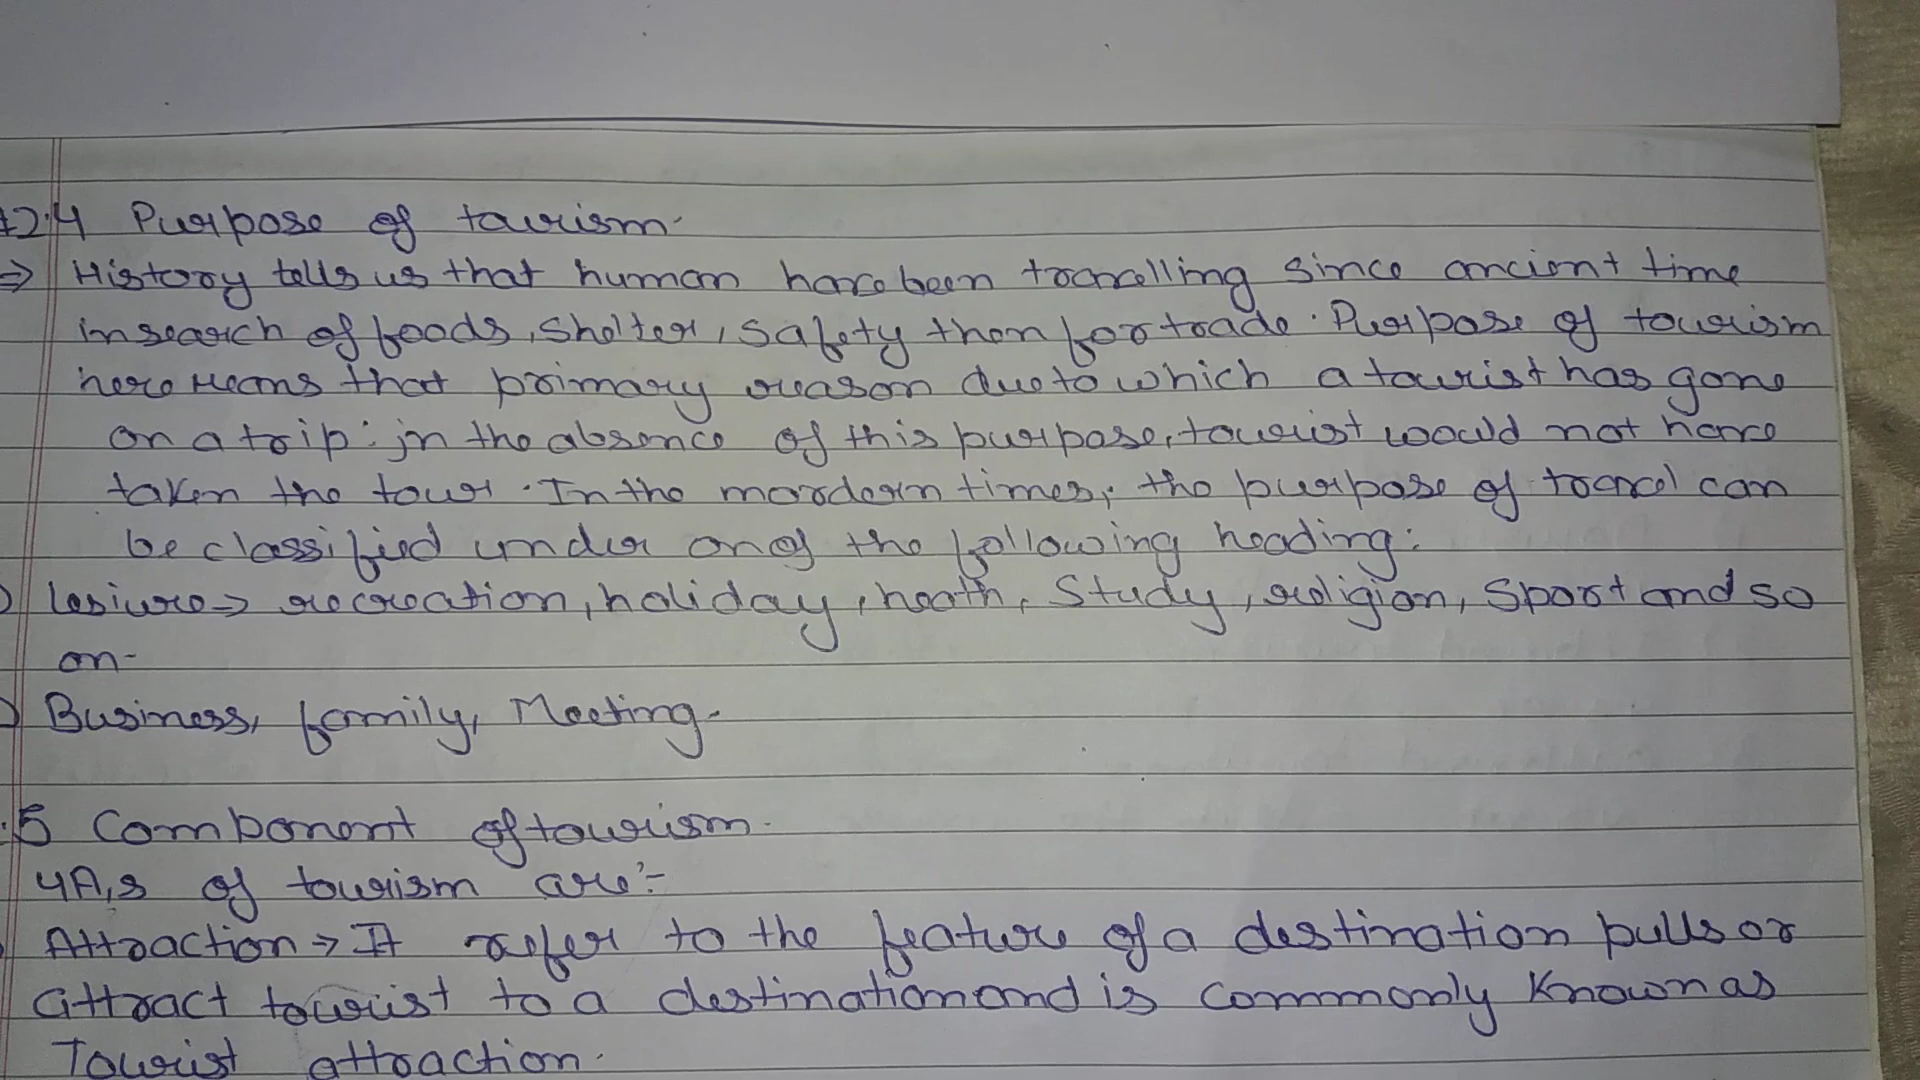 2.4 Purpose of tourism.
⇒ History tells us that human have been travelling since ancient time
in search of foods, shelter, safety then for trade. Purpose of tourism
here means that primary reason due to which a tourist has gone
on a trip. in the absence of this purpose, tourist would not have
taken the tour. In the mordern times, the purpose of travel can
be classified under on of the following heading:
Lesiure → recreation, holiday, heath, Study, religion, Sport and so
on-
Business, family, Meeting.
.5 Component of tourism.
4A,s of tourism are:-
Attraction → It refer to the feature of a destination pulls or
attract tourist to a destination and is commonly known as
Tourist attraction.